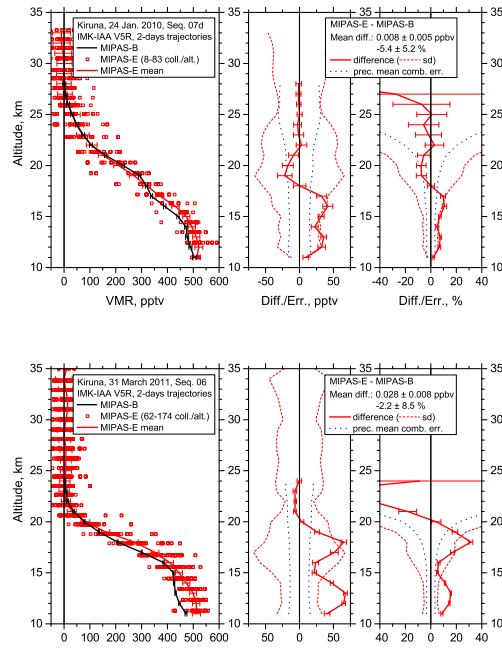 Kiruna, 24 Jan. 2010, Seq. 07d
IMK-IAA V5R, 2-days trajectories
MIPAS-B
MIPAS-E (8-83 coll./alt.)
MIPAS-E mean
MIPAS-E - MIPAS-B
Mean diff.: 0.008 ± 0.005 ppbv
-5.4 ± 5.2 %
difference (---- sd)
prec. mean comb. err.
Altitude, km
35
30
25
20
15
10
0 100 200 300 400 500 600
VMR, pptv
Altitude, km
-50 0 50
Diff./Err., pptv
-40 -20 0 20 40
Diff./Err., %
35
30
25
20
15
10
Kiruna, 31 March 2011, Seq. 06
IMK-IAA V5R, 2-days trajectories
MIPAS-B
MIPAS-E (62-174 coll./alt.)
MIPAS-E mean
MIPAS-E - MIPAS-B
Mean diff.: 0.028 ± 0.008 ppbv
-2.2 ± 8.5 %
difference (---- sd)
prec. mean comb. err.
Altitude, km
35
30
25
20
15
10
0 100 200 300 400 500 600
-50 0 50
-40 -20 0 20 40
35
30
25
20
15
10